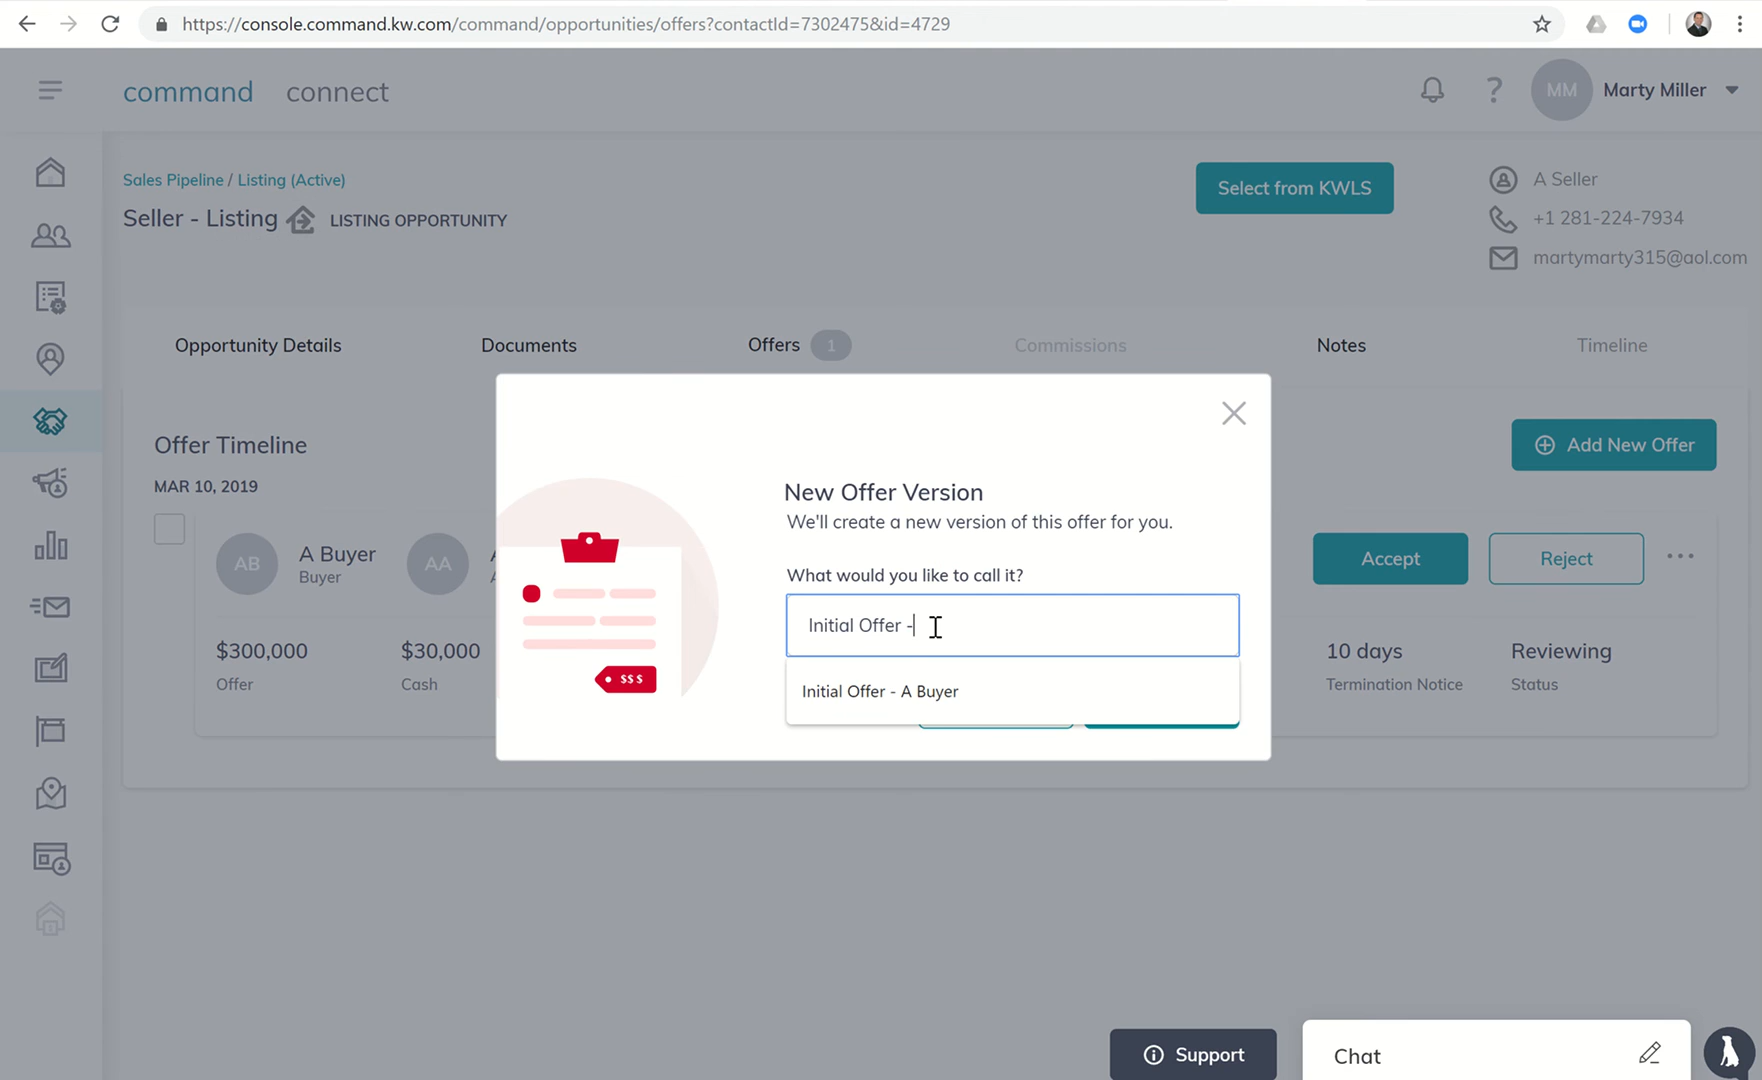 https://console.command.kw.com/command/opportunities/offers?contactId=7302475&id=4729
command connect
MM Marty Miller
Sales Pipeline / Listing (Active)
Seller - Listing LISTING OPPORTUNITY
Select from KWLS
A Seller
+1 281-224-7934
martymarty315@aol.com
Opportunity Details Documents Offers 1 Commissions Notes Timeline
Offer Timeline
Add New Offer
MAR 10, 2019
AB A Buyer AA
Buyer
Accept Reject
$300,000 $30,000 10 days Reviewing
Offer Cash Termination Notice Status
New Offer Version
We'll create a new version of this offer for you.
What would you like to call it?
Initial Offer -
Initial Offer - A Buyer
$$$
Support
Chat